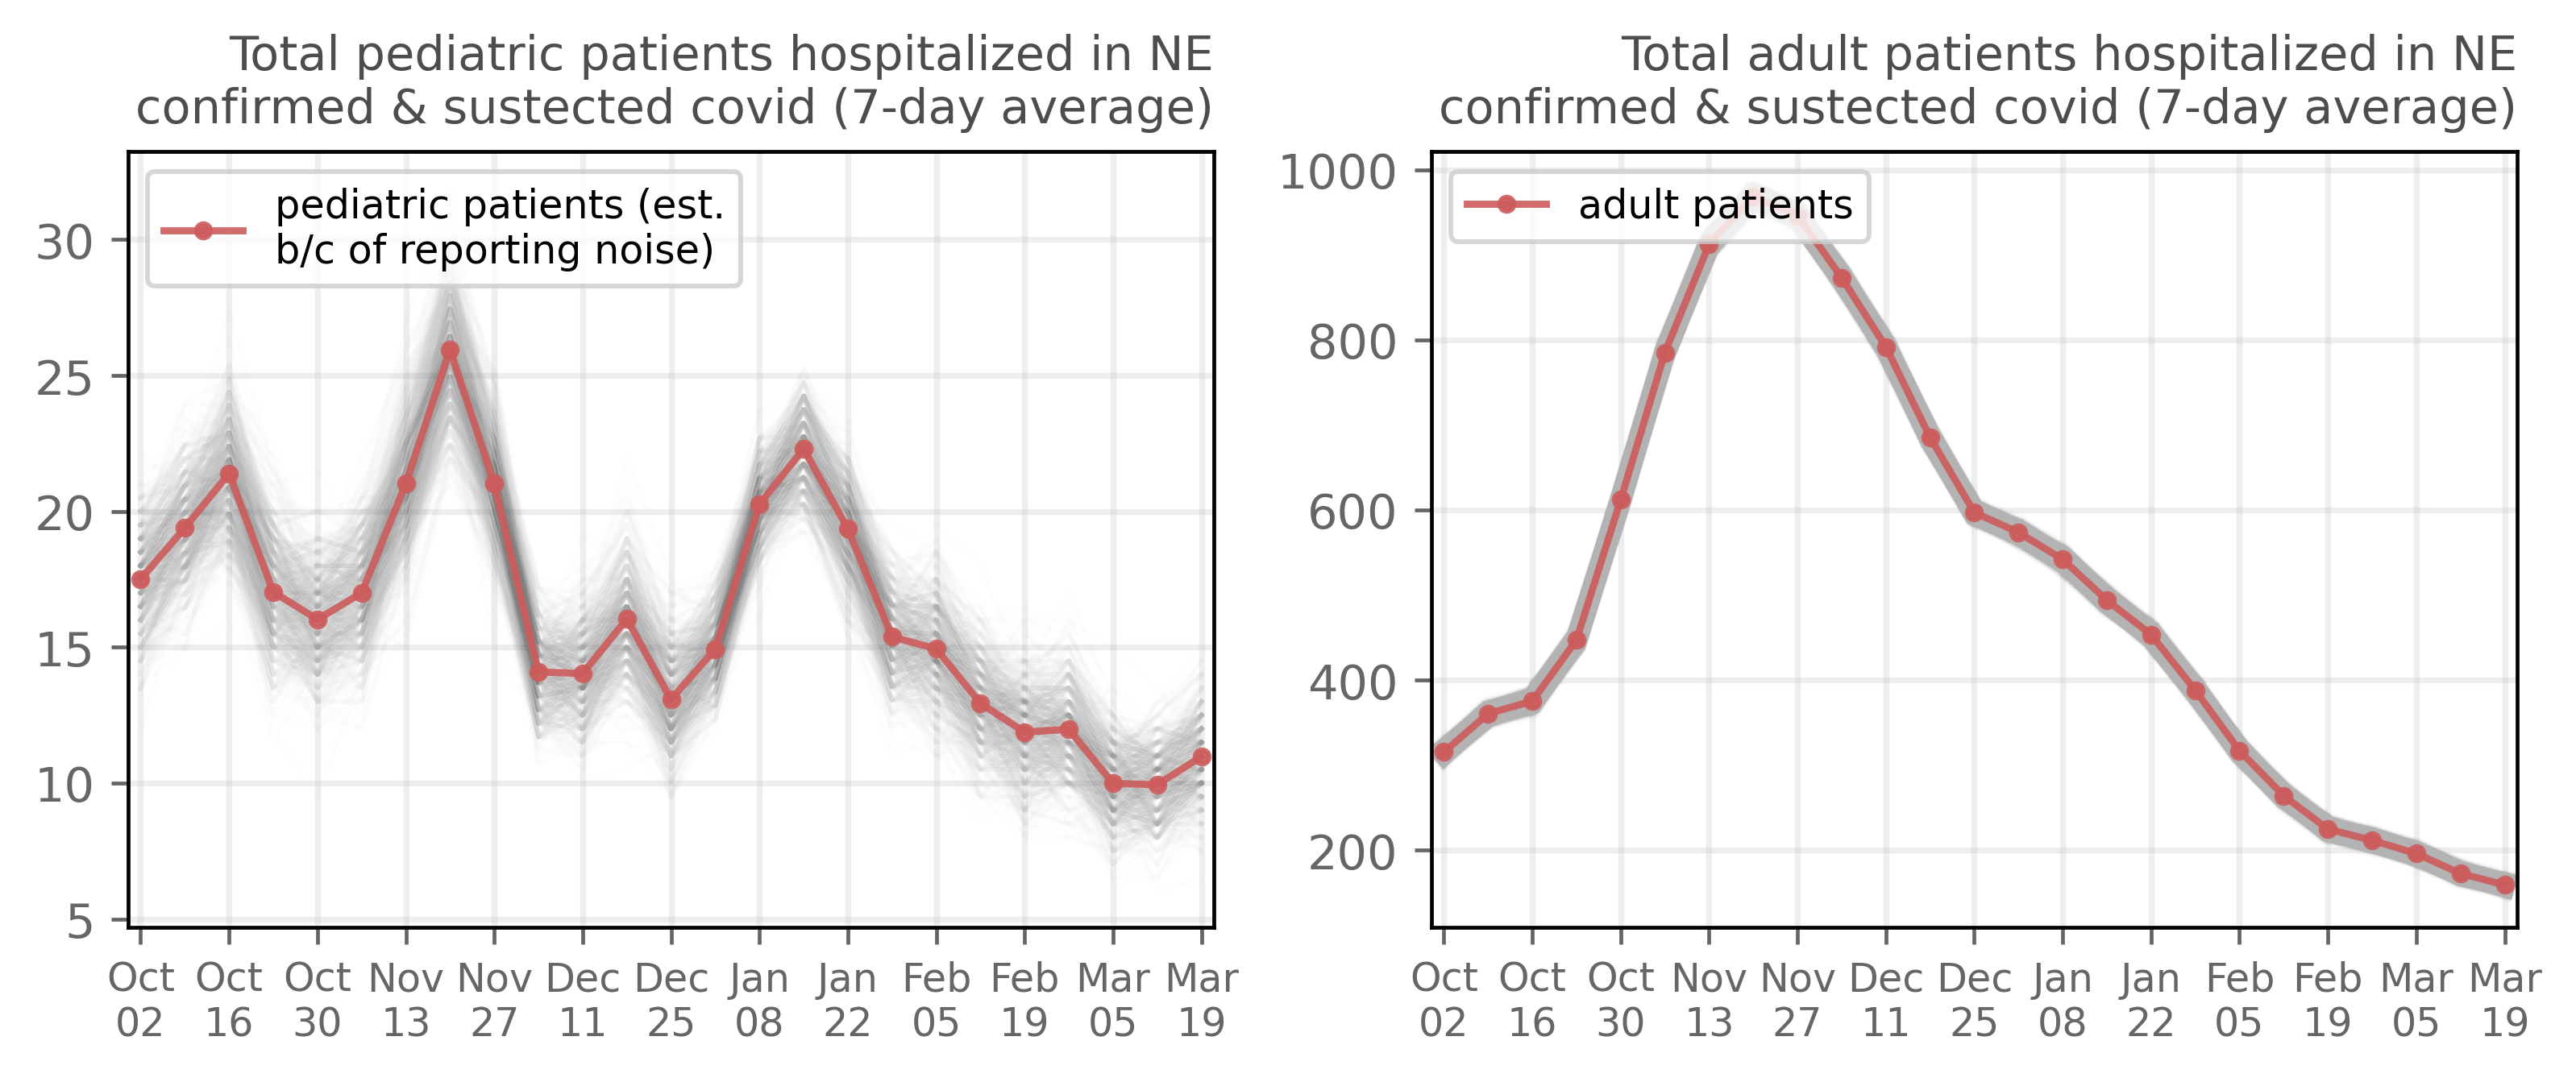 Total pediatric patients hospitalized in NE
confirmed & sustected covid (7-day average)
pediatric patients (est.
b/c of reporting noise)
30
25
20
15
10
5
Oct Oct Oct Nov Nov Dec Dec Jan Jan Feb Feb Mar Mar
02 16 30 13 27 11 25 08 22 05 19 05 19
Total adult patients hospitalized in NE
confirmed & sustected covid (7-day average)
adult patients
1000
800
600
400
200
Oct Oct Oct Nov Nov Dec Dec Jan Jan Feb Feb Mar Mar
02 16 30 13 27 11 25 08 22 05 19 05 19